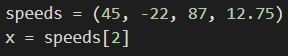 speeds = (45, -22, 87, 12.75)
x = speeds[2]